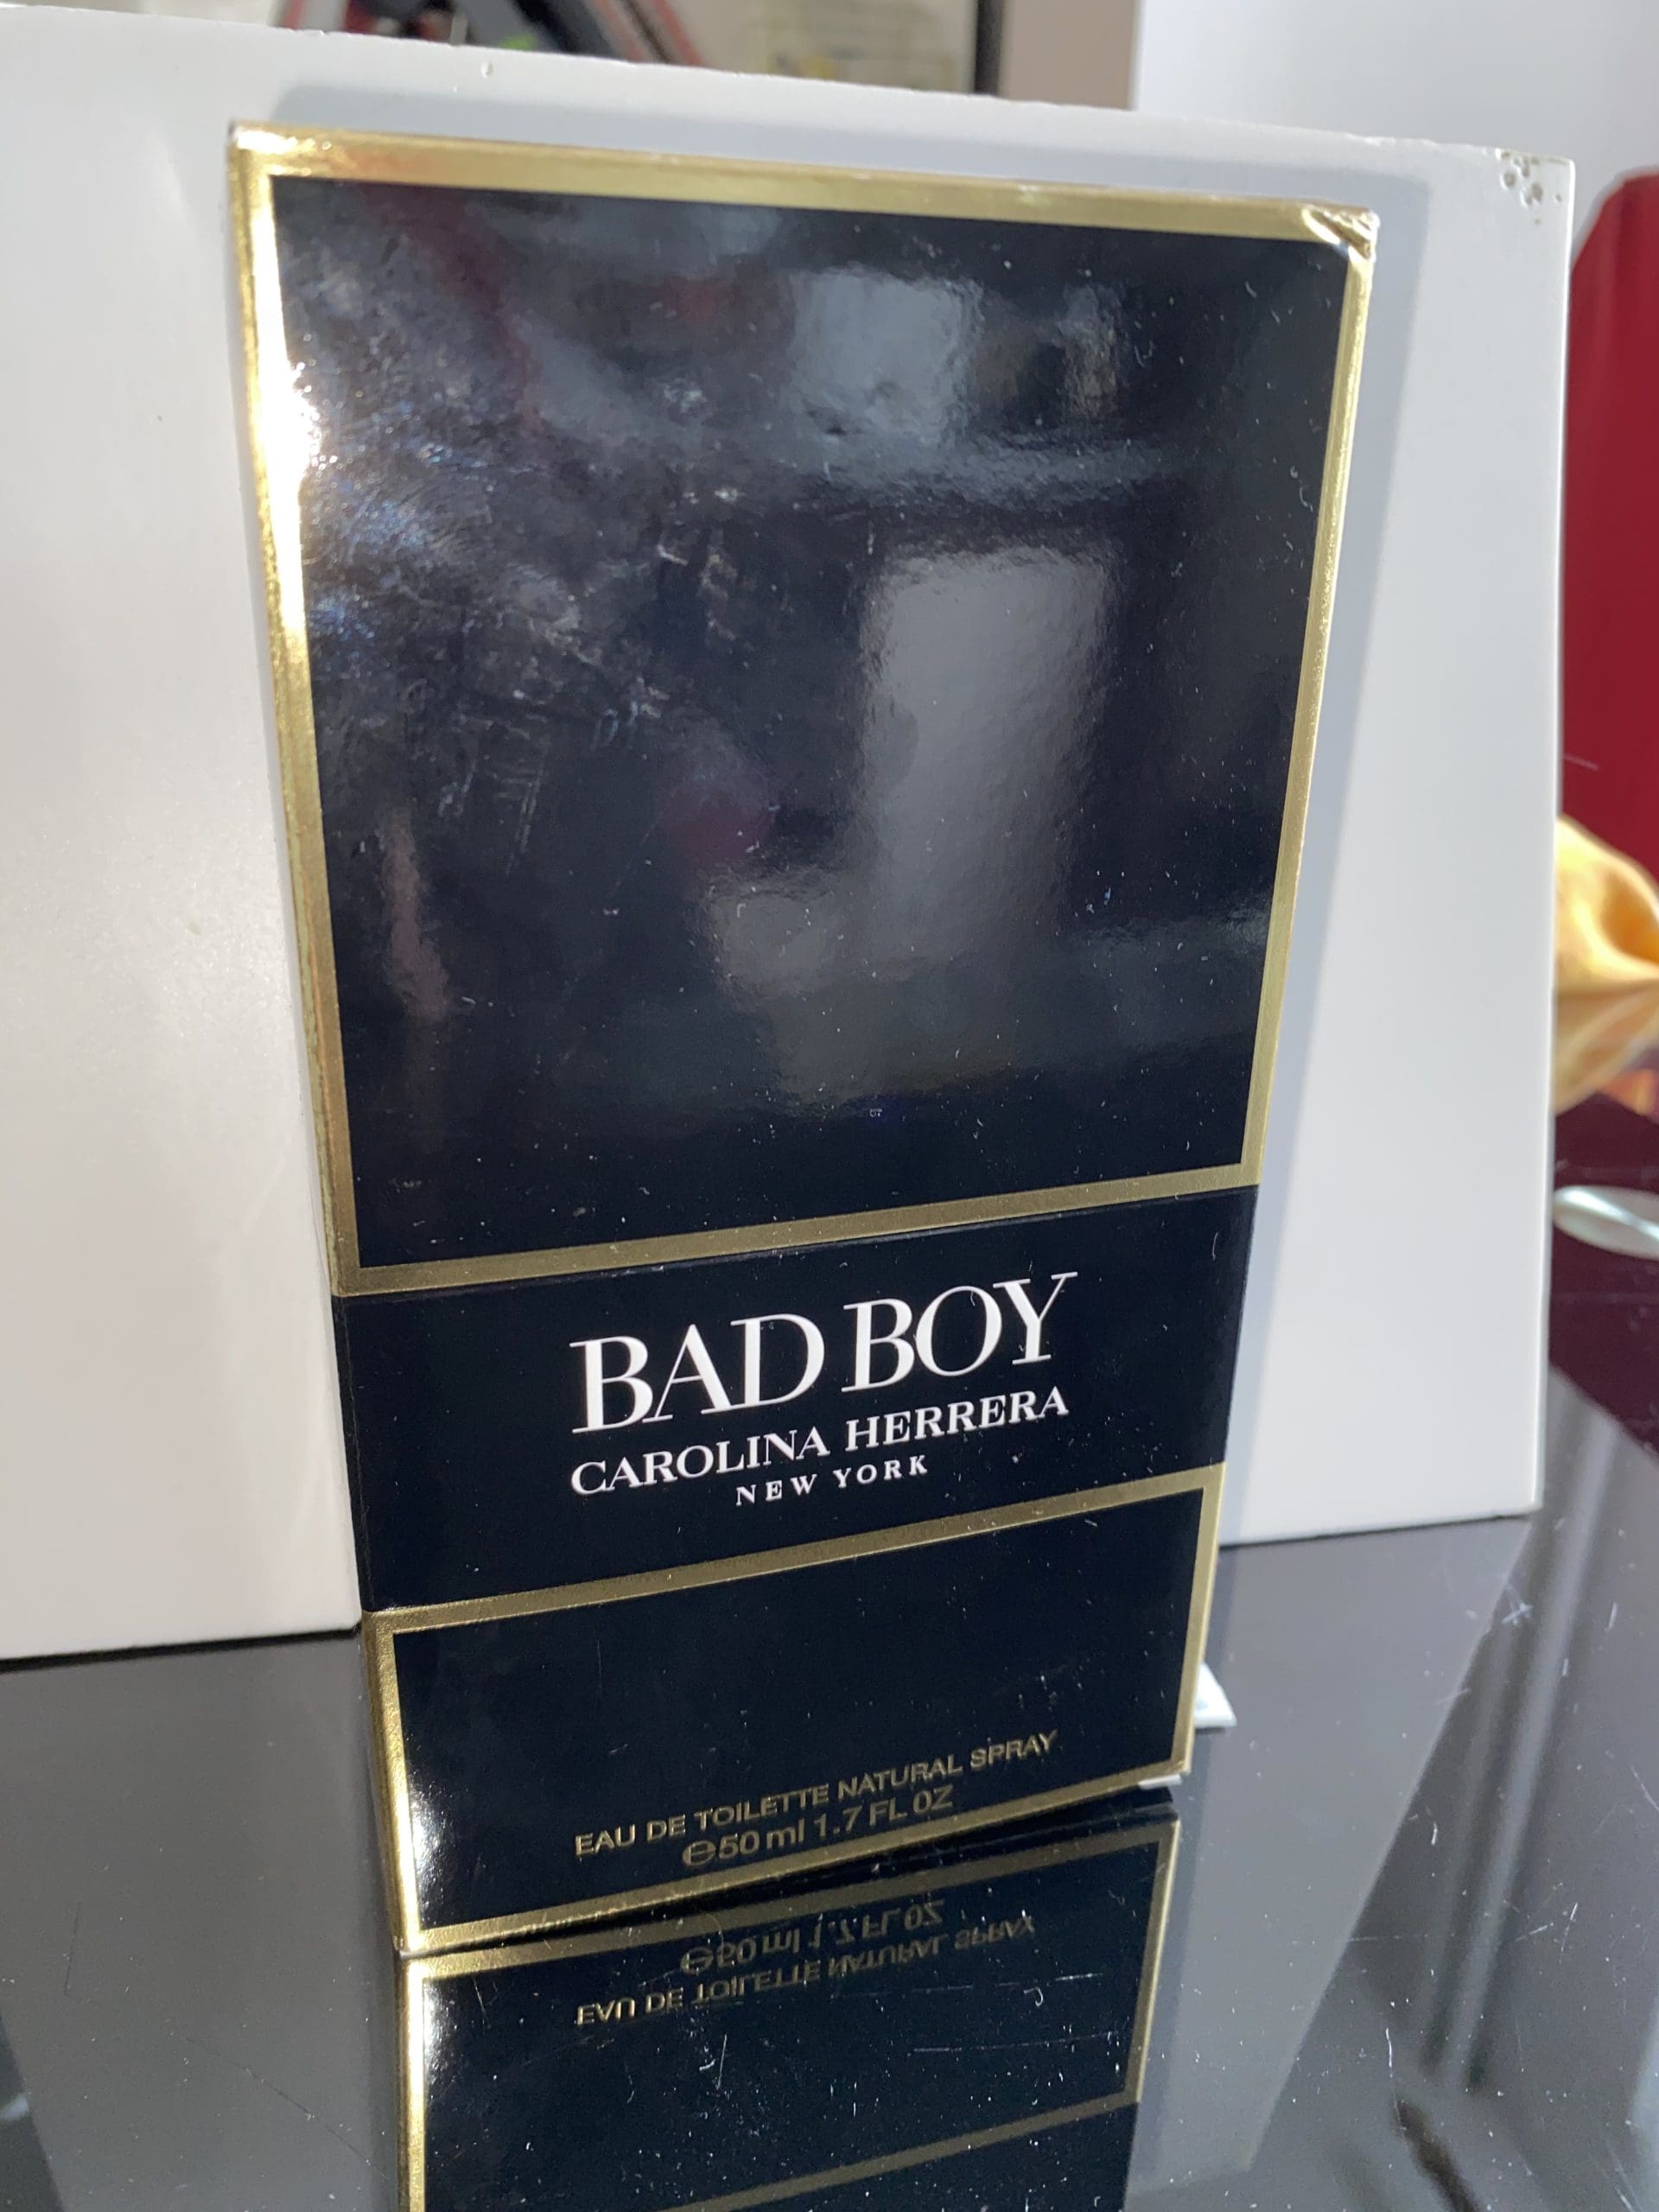 BAD BOY
CAROLINA HERRERA
NEW YORK
EAU DE TOILETTE NATURAL SPRAY
℮50 ml 1.7 FL OZ